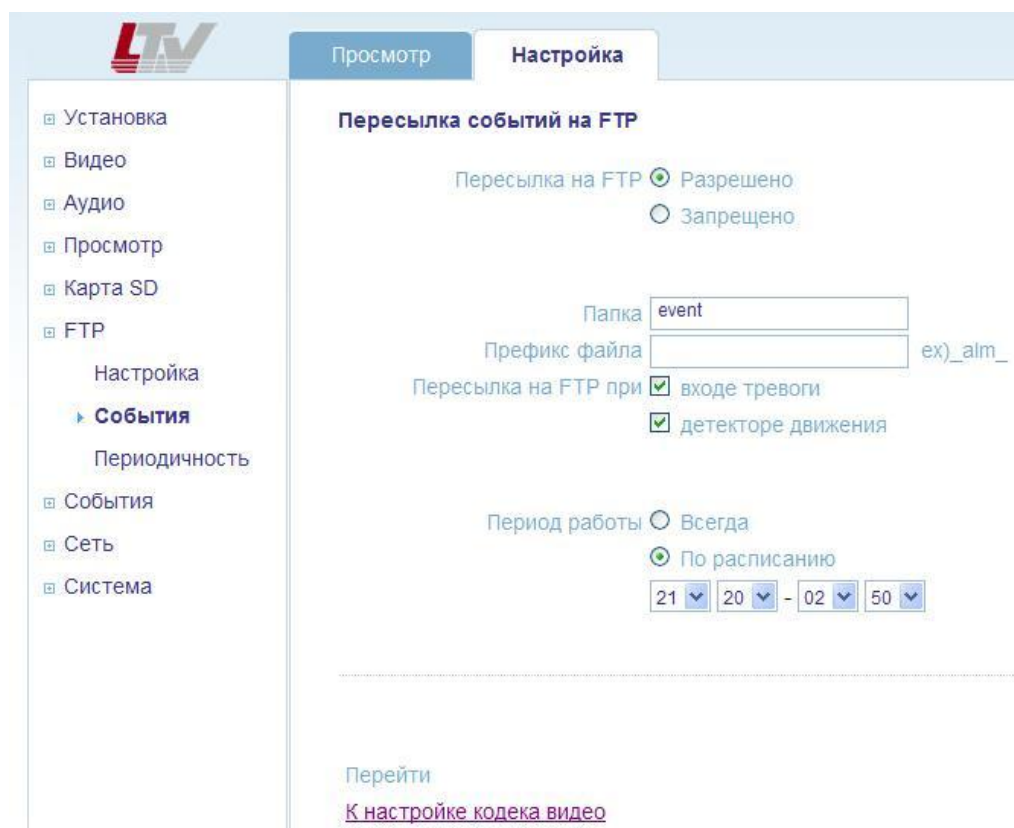 LTV
Просмотр
Настройка
Установка
Видео
Аудио
Просмотр
Карта SD
FTP
Настройка
События
Периодичность
События
Сеть
Система
Пересылка событий на FTP
Пересылка на FTP Разрешено
Запрещено
Папка event
Префикс файла ex)_alm_
Пересылка на FTP при входе тревоги
детекторе движения
Период работы Всегда
По расписанию
21 20 - 02 50
Перейти
К настройке кодека видео